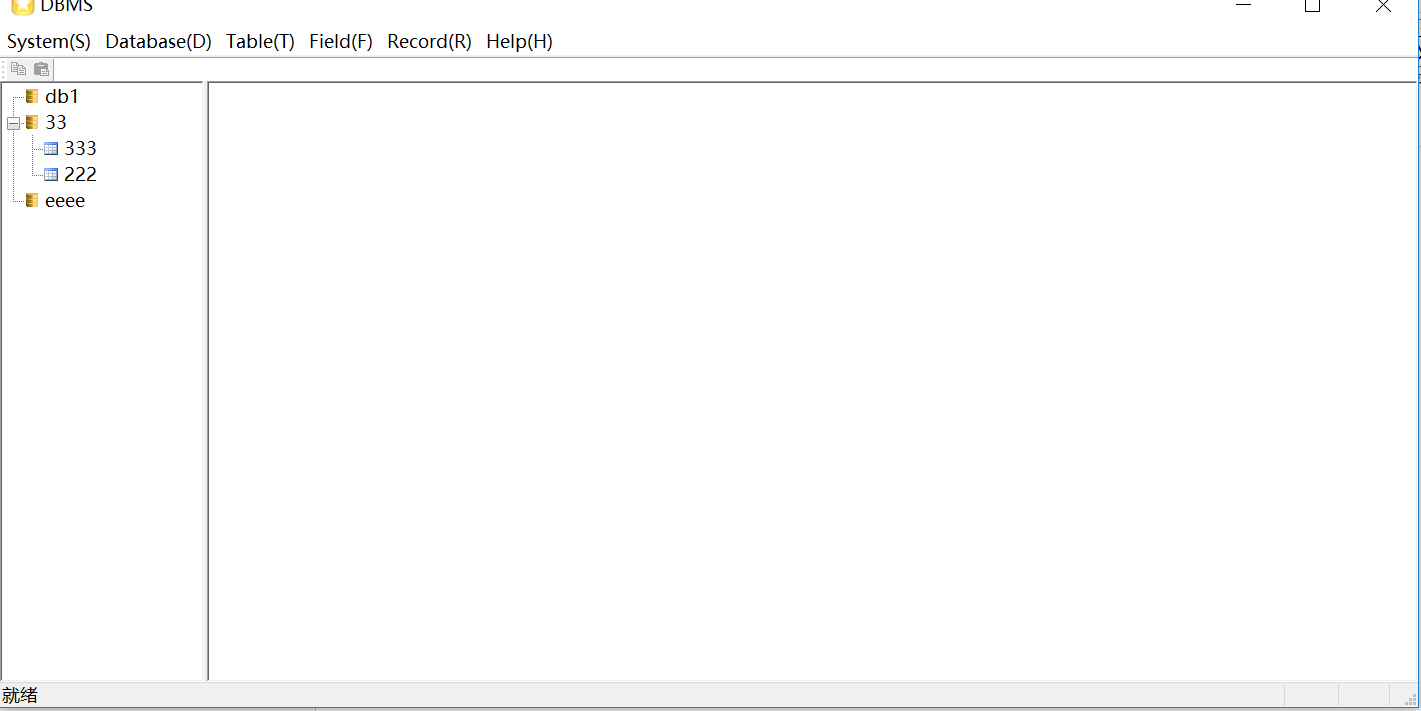 DBMS
System(S) Database(D) Table(T) Field(F) Record(R) Help(H)
db1
33
333
222
eeee
就绪